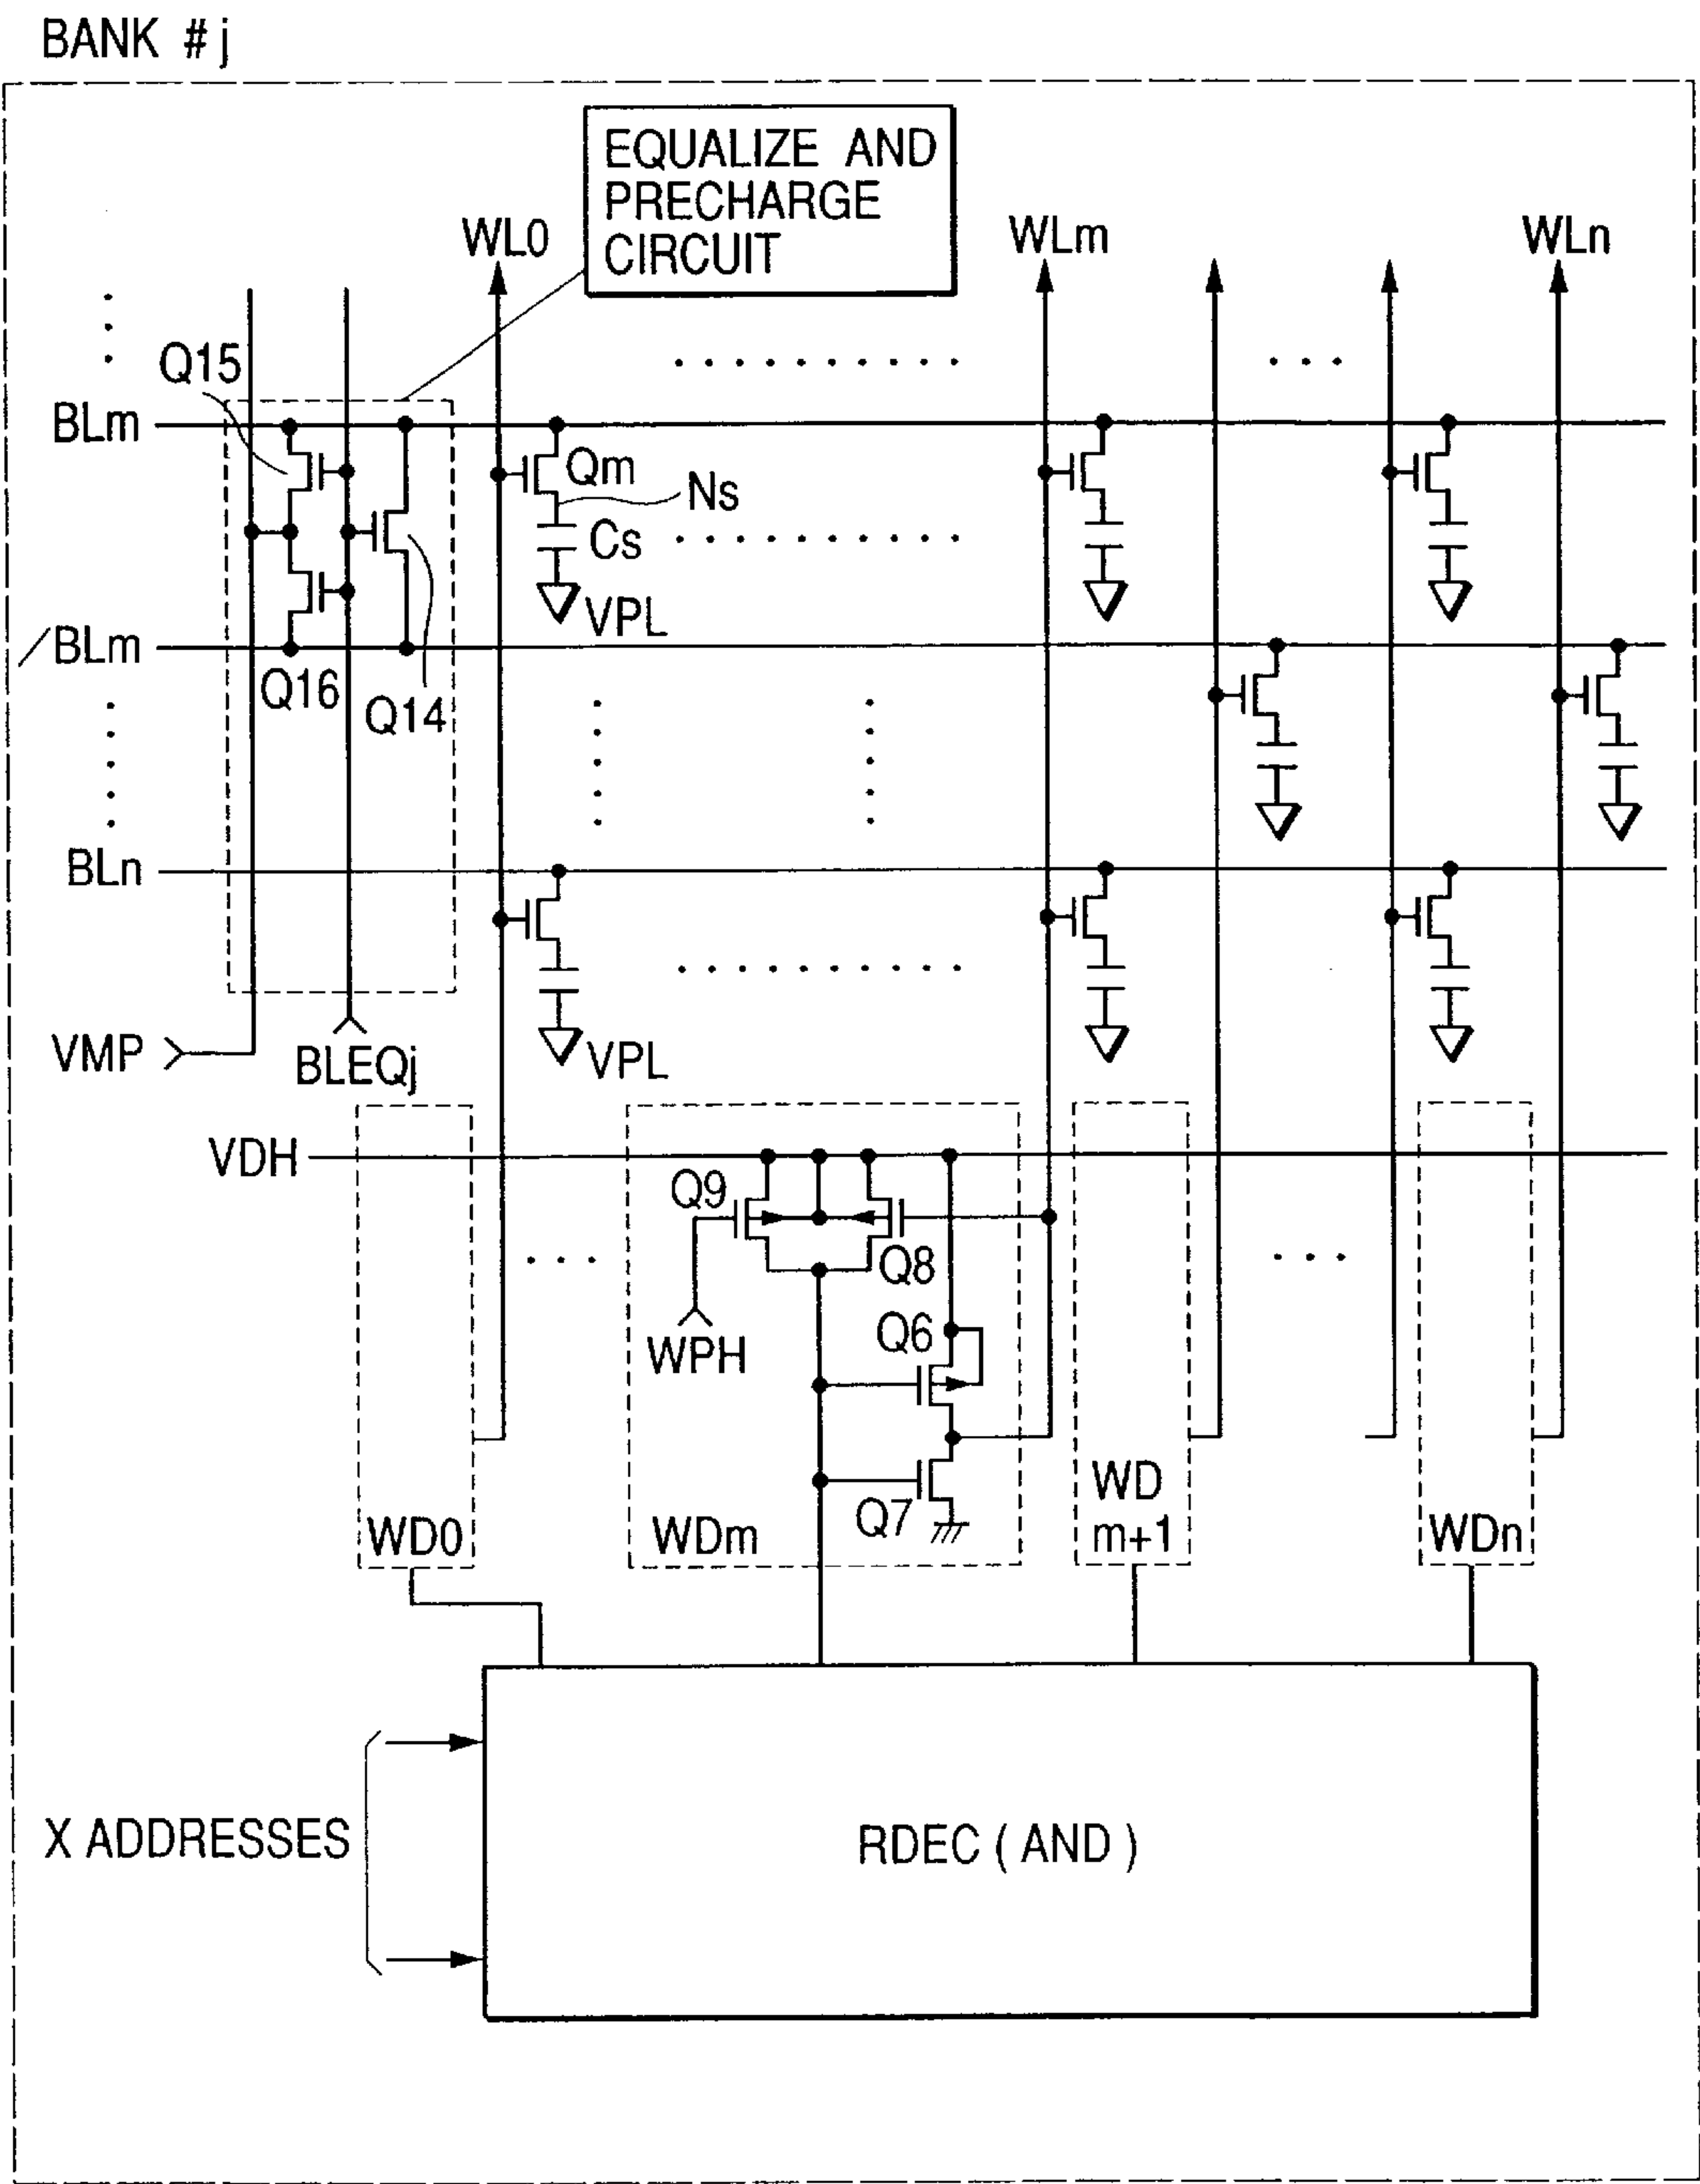 BANK #j
EQUALIZE AND
PRECHARGE
CIRCUIT
WL0
WLm
WLn
Q15
BLm
Qm
Ns
Cs
VPL
/BLm
Q16
Q14
BLn
VMP
BLEQj
VPL
VDH
Q9
Q8
WPH
Q6
Q7
WD0
WDm
WD
m+1
WDn
X ADDRESSES
RDEC (AND)